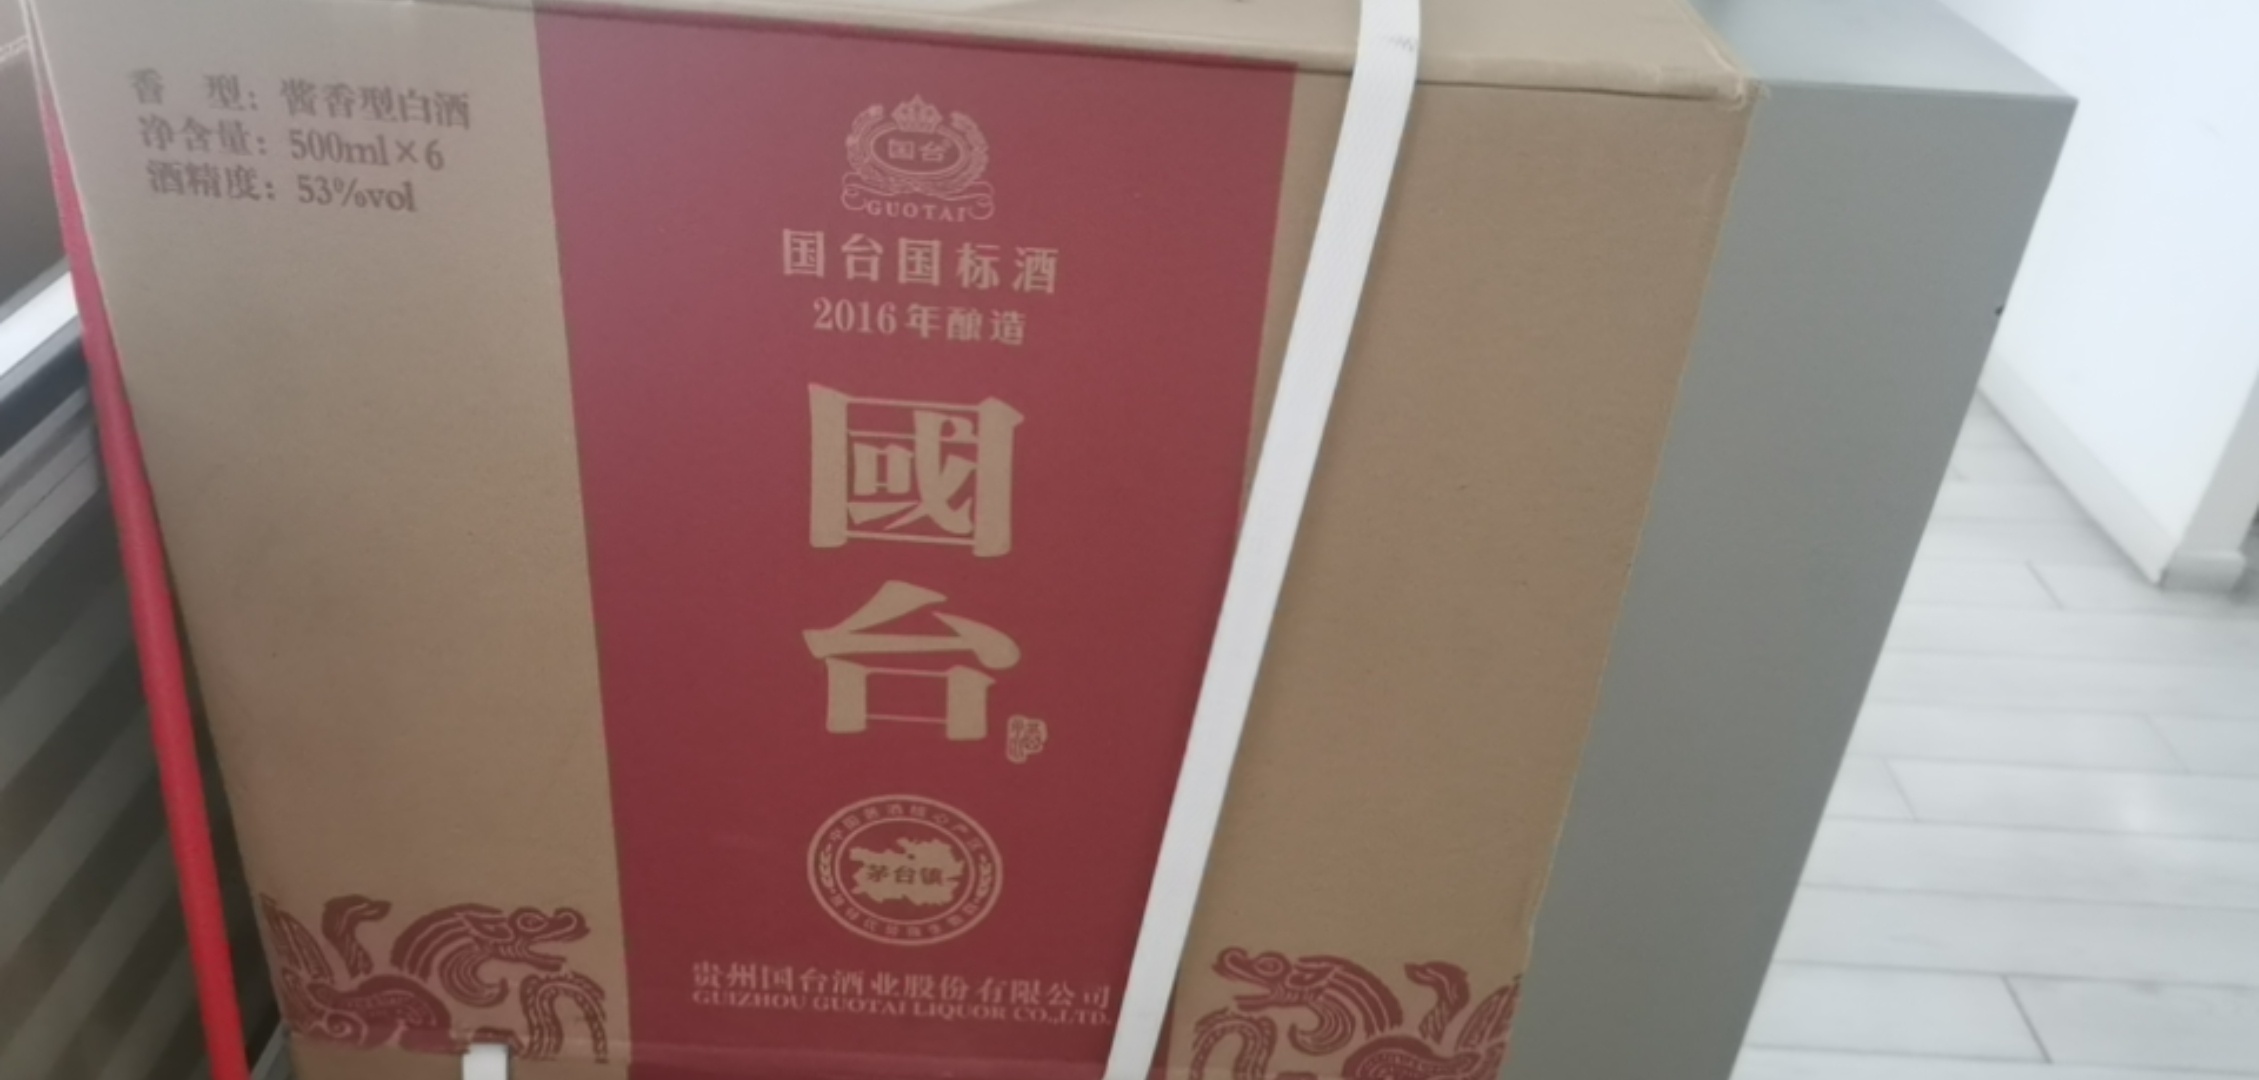 香 型：酱香型白酒
净含量：500ml×6
酒精度：53%vol
国台
GUOTAI
国台国标酒
2016年酿造
國
台
茅台镇
贵州国台酒业股份有限公司
GUIZHOU GUOTAI LIQUOR CO.,LTD.